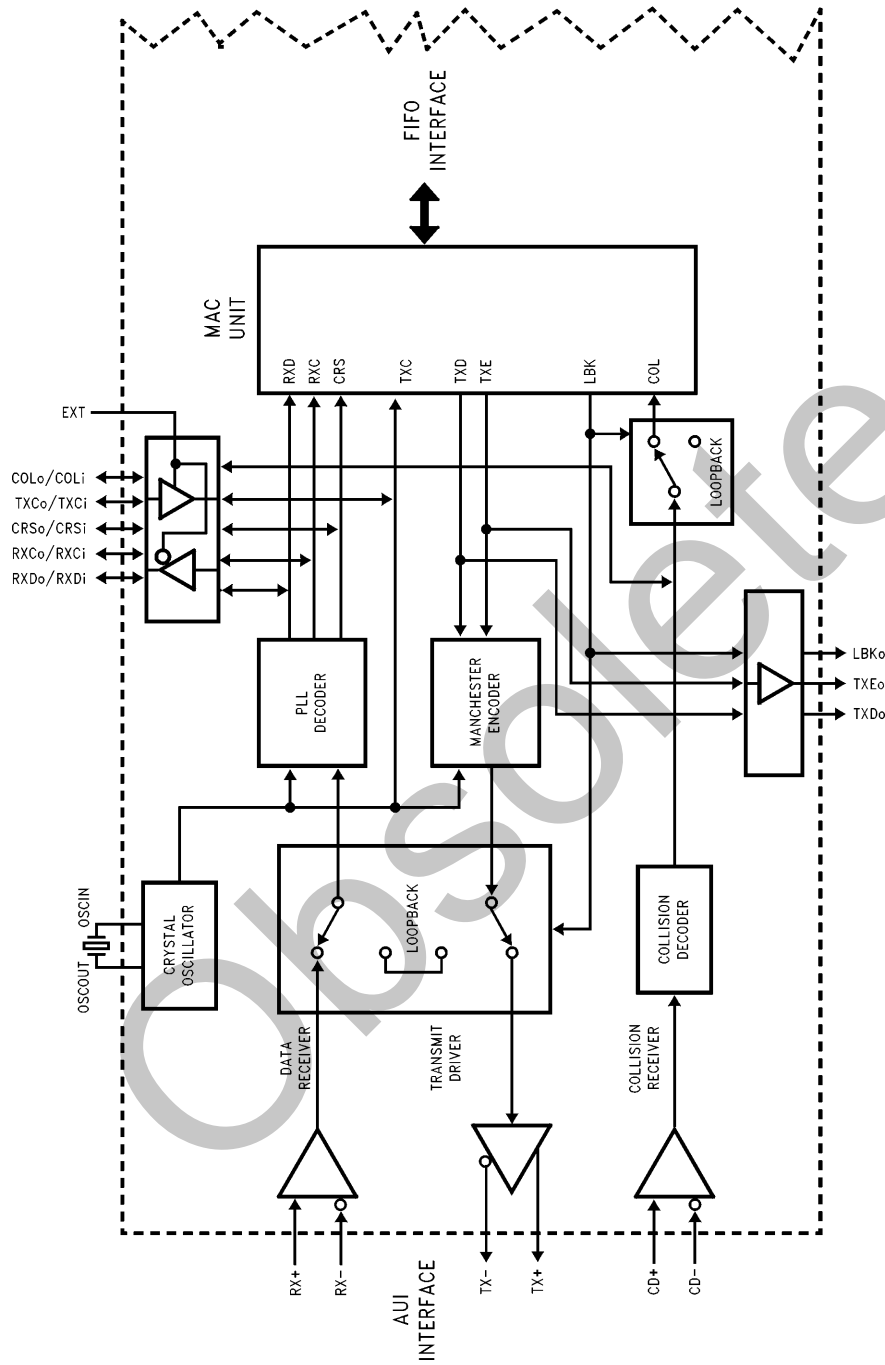 FIFO
INTERFACE
MAC
UNIT
RXD
RXC
CRS
TXC
TXD
TXE
LBK
COL
EXT
COLo/COLi
TXCo/TXCi
CRSo/CRSi
RXCo/RXCi
RXDo/RXDi
LOOPBACK
PLL
DECODER
MANCHESTER
ENCODER
LBKo
TXEo
TXDo
OSCIN
OSCOUT
CRYSTAL
OSCILLATOR
LOOPBACK
COLLISION
DECODER
DATA
RECEIVER
TRANSMIT
DRIVER
COLLISION
RECEIVER
RX+
RX-
TX-
TX+
CD+
CD-
AUI
INTERFACE
Obsolete